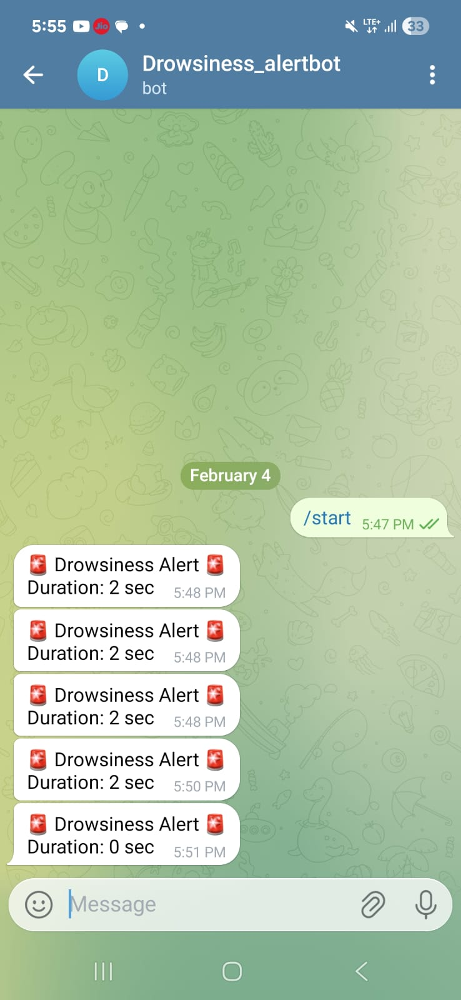 5:55
Jio
LTE+
33
D
Drowsiness_alertbot
bot
February 4
/start 5:47 PM
🚨 Drowsiness Alert 🚨
Duration: 2 sec 5:48 PM
🚨 Drowsiness Alert 🚨
Duration: 2 sec 5:48 PM
🚨 Drowsiness Alert 🚨
Duration: 2 sec 5:48 PM
🚨 Drowsiness Alert 🚨
Duration: 2 sec 5:50 PM
🚨 Drowsiness Alert 🚨
Duration: 0 sec 5:51 PM
Message